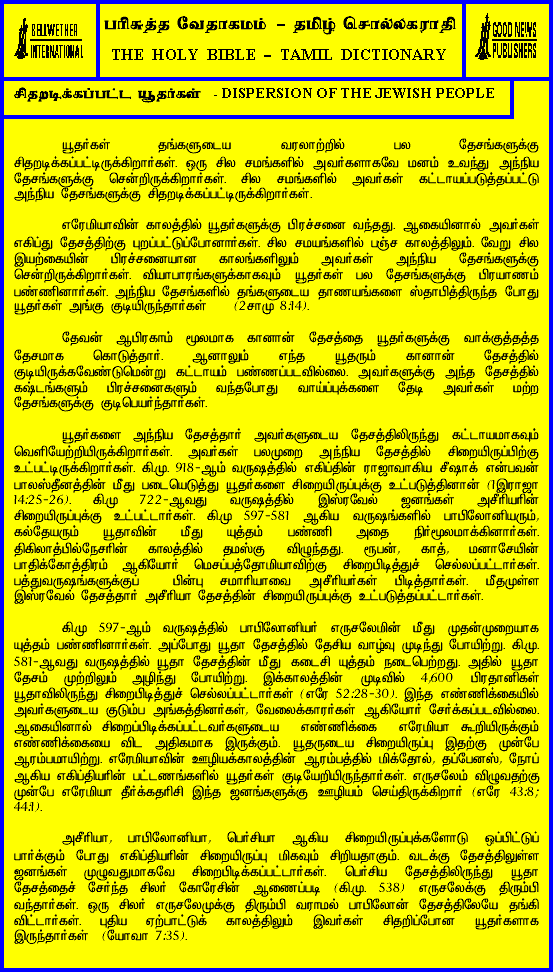 BELLWETHER
INTERNATIONAL
பரிசுத்த வேதாகமம் - தமிழ் சொல்லகராதி
THE HOLY BIBLE - TAMIL DICTIONARY
GOOD NEWS
PUBLISHERS
சிதறடிக்கப்பட்ட யூதர்கள் - DISPERSION OF THE JEWISH PEOPLE
யூதர்கள் தங்களுடைய வரலாற்றில் பல தேசங்களுக்கு
சிதறடிக்கப்பட்டிருக்கிறார்கள். ஒரு சில சமங்களில் அவர்களாகவே மனம் உவந்து அந்நிய
தேசங்களுக்கு சென்றிருக்கிறார்கள். சில சமங்களில் அவர்கள் கட்டாயப்படுத்தப்பட்டு
அந்நிய தேசங்களுக்கு சிதறடிக்கப்பட்டிருக்கிறார்கள்.
எரேமியாவின் காலத்தில் யூதர்களுக்கு பிரச்சனை வந்தது. ஆகையினால் அவர்கள்
எகிப்து தேசத்திற்கு புறப்பட்டுப்போனார்கள். சில சமயங்களில் பஞ்ச காலத்திலும். வேறு சில
இயற்கையின் பிரச்சனையான காலங்களிலும் அவர்கள் அந்நிய தேசங்களுக்கு
சென்றிருக்கிறார்கள். வியாபாரங்களுக்காகவும் யூதர்கள் பல தேசங்களுக்கு பிரயாணம்
பண்ணினார்கள். அந்நிய தேசங்களில் தங்களுடைய தாணயங்களை ஸ்தாபித்திருந்த போது
யூதர்கள் அங்கு குடியிருந்தார்கள் (2சாமு 8:14).
தேவன் ஆபிரகாம் மூலமாக கானான் தேசத்தை யூதர்களுக்கு வாக்குத்தத்த
தேசமாக கொடுத்தார். ஆனாலும் எந்த யூதரும் கானான் தேசத்தில்
குடியிருக்கவேண்டுமென்று கட்டாயம் பண்ணப்படவில்லை. அவர்களுக்கு அந்த தேசத்தில்
கஷ்டங்களும் பிரச்சனைகளும் வந்தபோது வாய்ப்புக்களை தேடி அவர்கள் மற்ற
தேசங்களுக்கு குடிபெயர்ந்தார்கள்.
யூதர்களை அந்நிய தேசத்தார் அவர்களுடைய தேசத்திலிருந்து கட்டாயமாகவும்
வெளியேற்றியிருக்கிறார்கள். அவர்கள் பலமுறை அந்நிய தேசத்தில் சிறையிருப்பிற்கு
உட்பட்டிருக்கிறார்கள். கி.மு. 918-ஆம் வருஷத்தில் எகிப்தின் ராஜாவாகிய சீஷாக் என்பவன்
பாலஸ்தீனத்தின் மீது படையெடுத்து யூதர்களை சிறையிருப்புக்கு உட்படுத்தினான் (1இராஜா
14:25-26). கி.மு 722-ஆவது வருஷத்தில் இஸ்ரவேல் ஜனங்கள் அசீரியரின்
சிறையிருப்புக்கு உட்பட்டார்கள். கி.மு 597-581 ஆகிய வருஷங்களில் பாபிலோனியரும்,
கல்தேயரும் யூதாவின் மீது யுத்தம் பண்ணி அதை நிர்மூலமாக்கினார்கள்.
திகிலாத்பில்நேசரின் காலத்தில் தமஸ்கு விழுந்தது. ரூபன், காத், மனாசேயின்
பாதிக்கோத்திரம் ஆகியோர் மெசப்பத்தோமியாவிற்கு சிறைபிடித்துச் செல்லப்பட்டார்கள்.
பத்துவருஷங்களுக்குப் பின்பு சமாரியாவை அசீரியர்கள் பிடித்தார்கள். மீதமுள்ள
இஸ்ரவேல் தேசத்தார் அசீரியா தேசத்தின் சிறையிருப்புக்கு உட்படுத்தப்பட்டார்கள்.
கி.மு 597-ஆம் வருஷத்தில் பாபிலோனியர் எருசலேமின் மீது முதன்முறையாக
யுத்தம் பண்ணினார்கள். அப்போது யூதா தேசத்தில் தேசிய வாழ்வு முடிந்து போயிற்று. கி.மு.
581-ஆவது வருஷத்தில் யூதா தேசத்தின் மீது கடைசி யுத்தம் நடைபெற்றது. அதில் யூதா
தேசம் முற்றிலும் அழிந்து போயிற்று. இக்காலத்தின் முடிவில் 4,600 பிரதானிகள்
யூதாவிலிருந்து சிறைபிடித்துச் செல்லப்பட்டார்கள் (எரே 52:28-30). இந்த எண்ணிக்கையில்
அவர்களுடைய குடும்ப அங்கத்தினர்கள், வேலைக்காரர்கள் ஆகியோர் சேர்க்கப்படவில்லை.
ஆகையினால் சிறைப்பிடிக்கப்பட்டவர்களுடைய எண்ணிக்கை எரேமியா கூறியிருக்கும்
எண்ணிக்கையை விட அதிகமாக இருக்கும். யூதருடைய சிறையிருப்பு இதற்கு முன்பே
ஆரம்பமாயிற்று. எரேமியாவின் ஊழியக்காலத்தின் ஆரம்பத்தில் மிக்தோல், தப்பேனஸ், நோப்
ஆகிய எகிப்தியரின் பட்டணங்களில் யூதர்கள் குடியேறியிருந்தார்கள். எருசலேம் விழுவதற்கு
முன்பே எரேமியா தீர்க்கதரிசி இந்த ஜனங்களுக்கு ஊழியம் செய்திருக்கிறார் (எரே 43:8;
44:1).
அசீரியா, பாபிலோனியா, பெர்சியா ஆகிய சிறையிருப்புக்களோடு ஒப்பிட்டுப்
பார்க்கும் போது எகிப்தியரின் சிறையிருப்பு மிகவும் சிறியதாகும். வடக்கு தேசத்திலுள்ள
ஜனங்கள் முழுவதுமாகவே சிறைபிடிக்கப்பட்டார்கள். பெர்சிய தேசத்திலிருந்து யூதா
தேசத்தைச் சேர்ந்த சிலர் கோரேசின் ஆணைப்படி (கி.மு. 538) எருசலேக்கு திரும்பி
வந்தார்கள். ஒரு சிலர் எருசலேமுக்கு திரும்பி வராமல் பாபிலோன் தேசத்திலேயே தங்கி
விட்டார்கள். புதிய ஏற்பாட்டுக் காலத்திலும் இவர்கள் சிதறிப்போன யூதர்களாக
இருந்தார்கள் (யோவா 7:35).